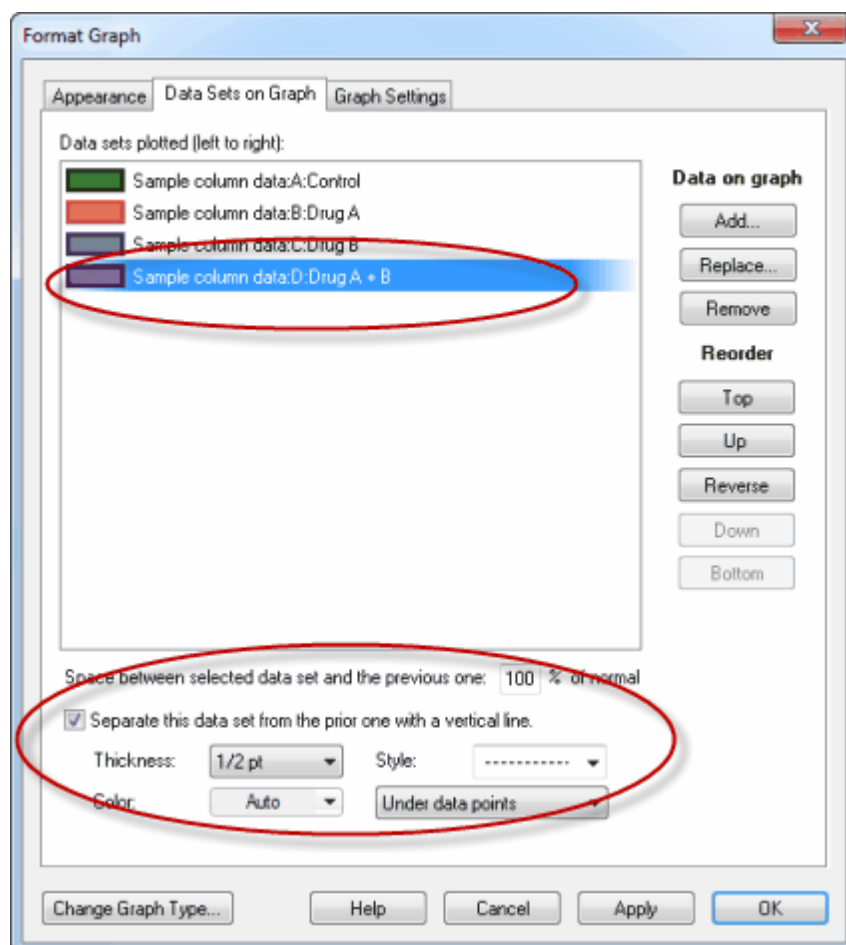 Format Graph
Appearance Data Sets on Graph Graph Settings
Data sets plotted (left to right):
Sample column data:A:Control
Sample column data:B:Drug A
Sample column data:C:Drug B
Sample column data:D:Drug A + B
Data on graph
Add...
Replace...
Remove
Reorder
Top
Up
Reverse
Down
Bottom
Space between selected data set and the previous one: 100 % of normal
Separate this data set from the prior one with a vertical line.
Thickness: 1/2 pt Style:
Color: Auto Under data points
Change Graph Type... Help Cancel Apply OK